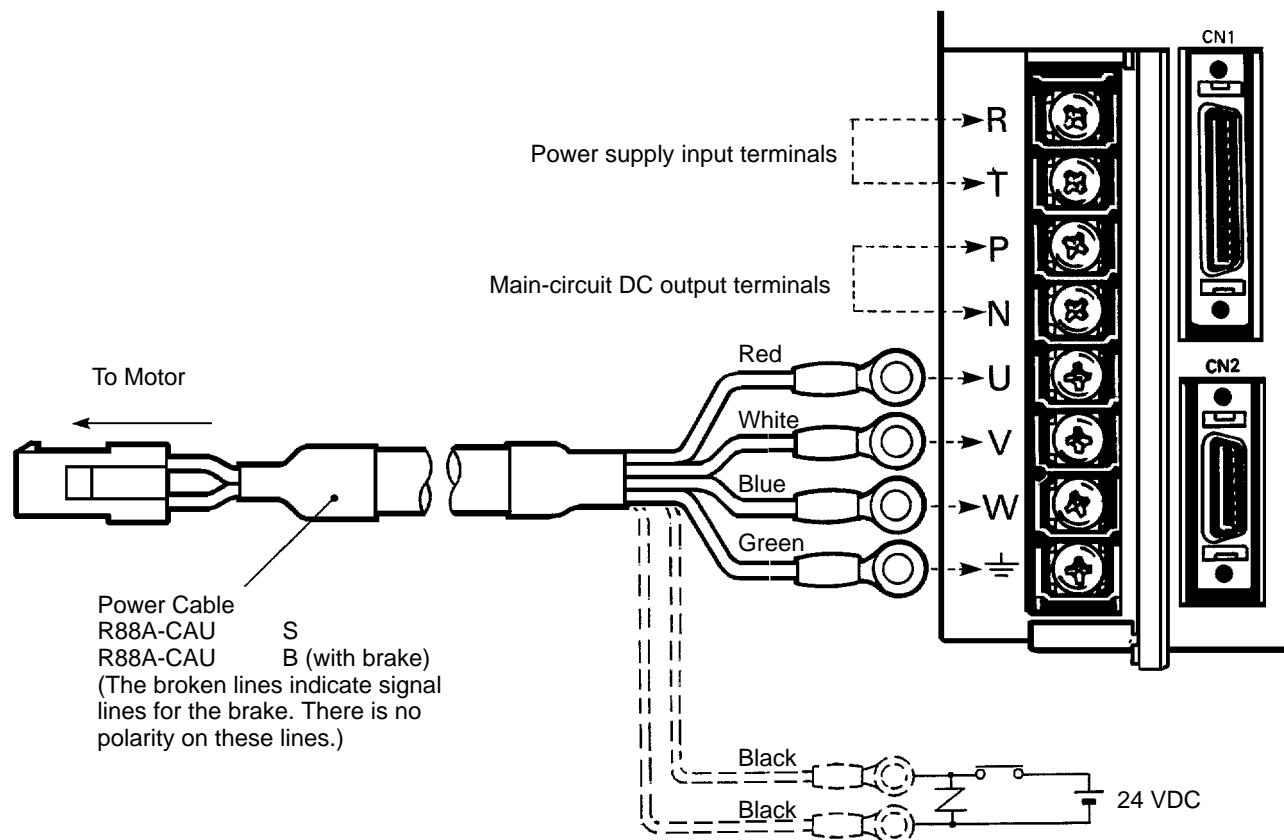 CN1
R
Power supply input terminals
T
P
Main-circuit DC output terminals
N
Red
U
CN2
To Motor
White
V
Blue
W
Green
Power Cable
R88A-CAU S
R88A-CAU B (with brake)
(The broken lines indicate signal
lines for the brake. There is no
polarity on these lines.)
Black
24 VDC
Black